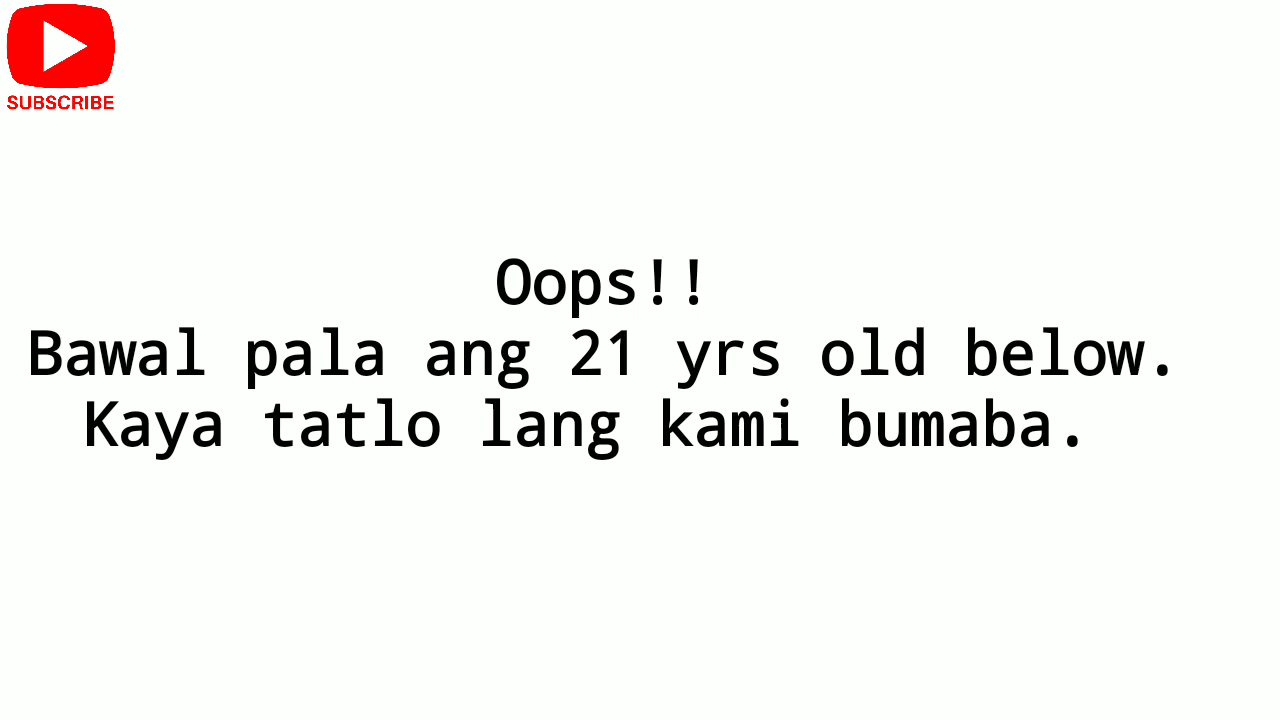 SUBSCRIBE
Oops!!
Bawal pala ang 21 yrs old below.
Kaya tatlo lang kami bumaba.